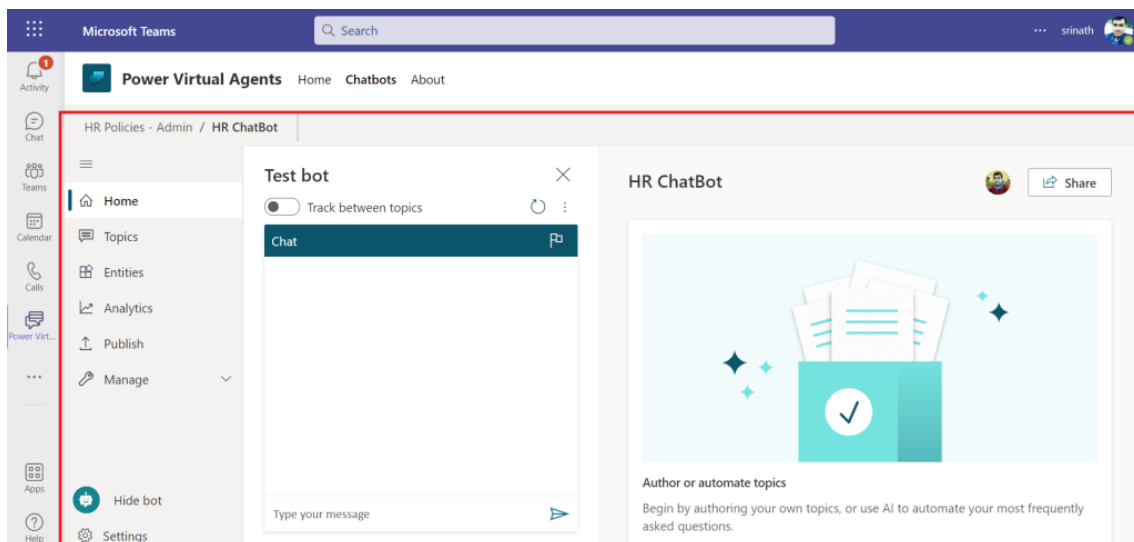 Microsoft Teams
Search
srinath
1
Activity
Chat
Teams
Calendar
Calls
Power Virt...
Apps
Help
Power Virtual Agents Home Chatbots About
HR Policies - Admin / HR ChatBot
Home
Topics
Entities
Analytics
Publish
Manage
Hide bot
Settings
Test bot
Track between topics
Chat
Type your message
HR ChatBot
Share
Author or automate topics
Begin by authoring your own topics, or use AI to automate your most frequently
asked questions.